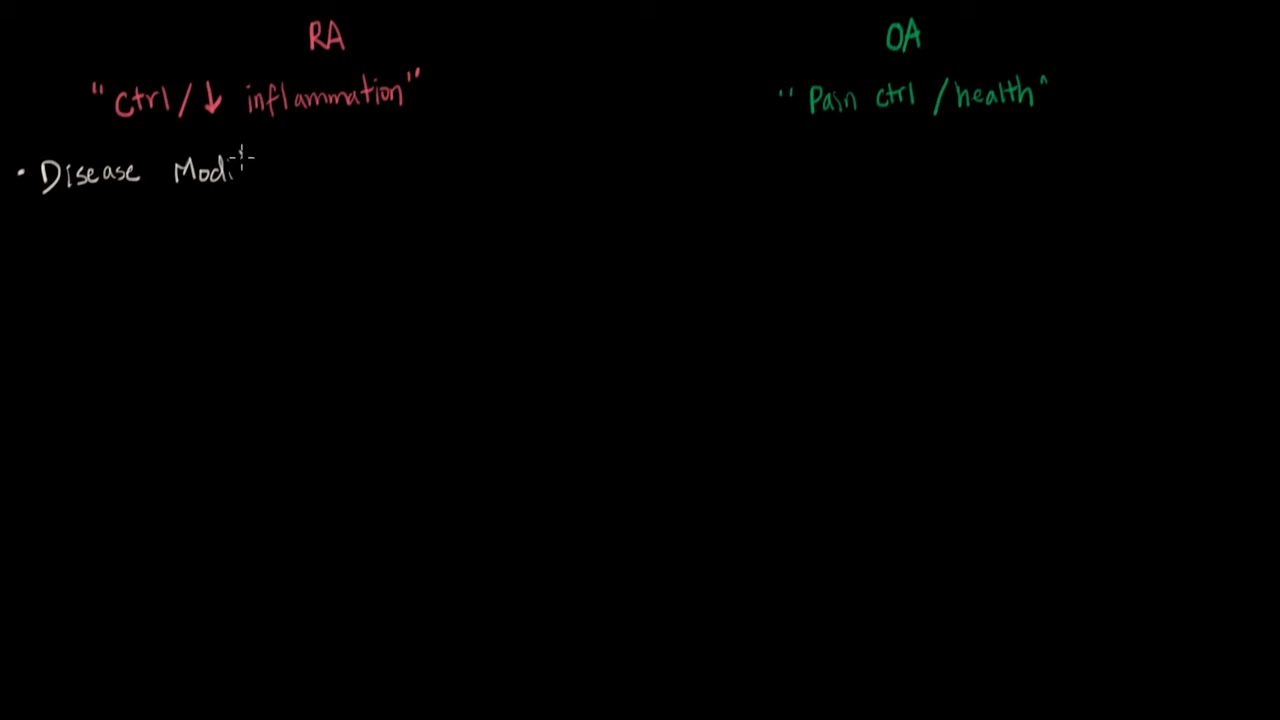 RA
OA
"ctrl/↓ inflammation"
"Pain ctrl/health"
• Disease Modi